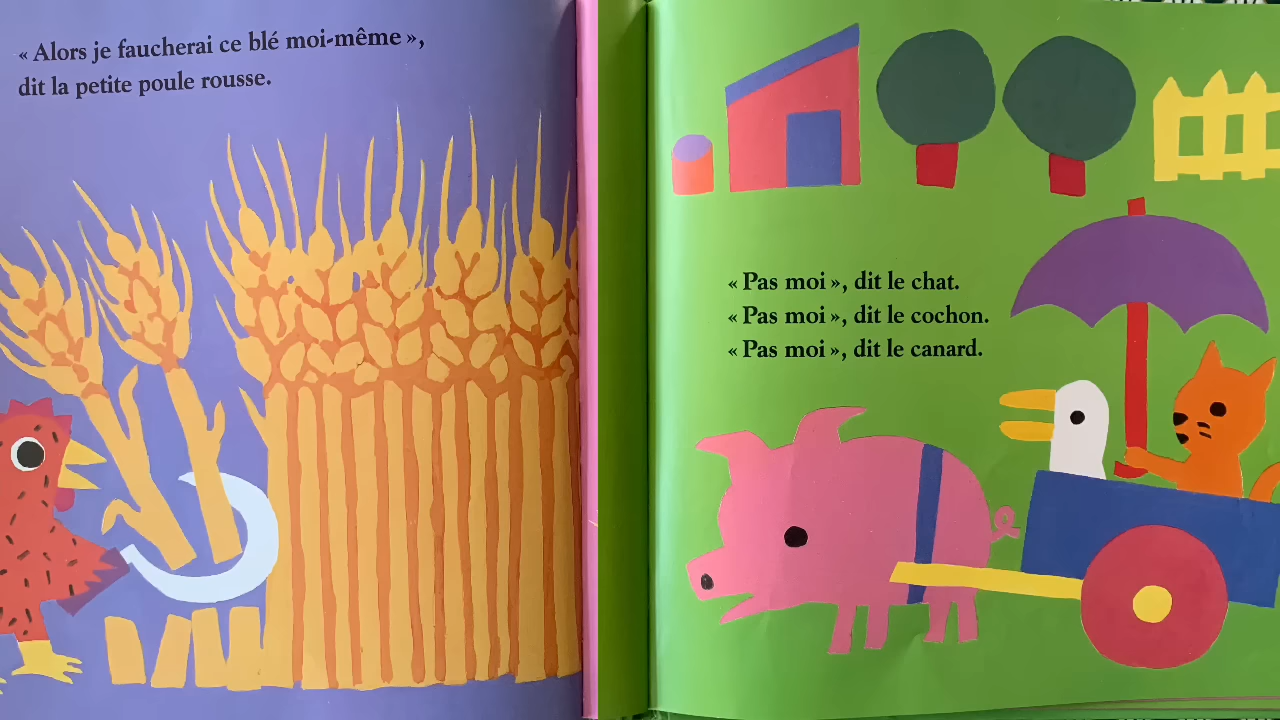 « Alors je faucherai ce blé moi-même »,
dit la petite poule rousse.
« Pas moi », dit le chat.
« Pas moi », dit le cochon.
« Pas moi », dit le canard.